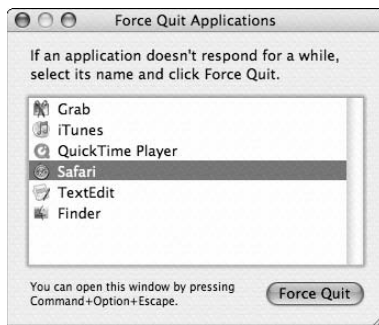 Force Quit Applications
If an application doesn't respond for a while,
select its name and click Force Quit.
Grab
iTunes
QuickTime Player
Safari
TextEdit
Finder
You can open this window by pressing
Command+Option+Escape.
Force Quit